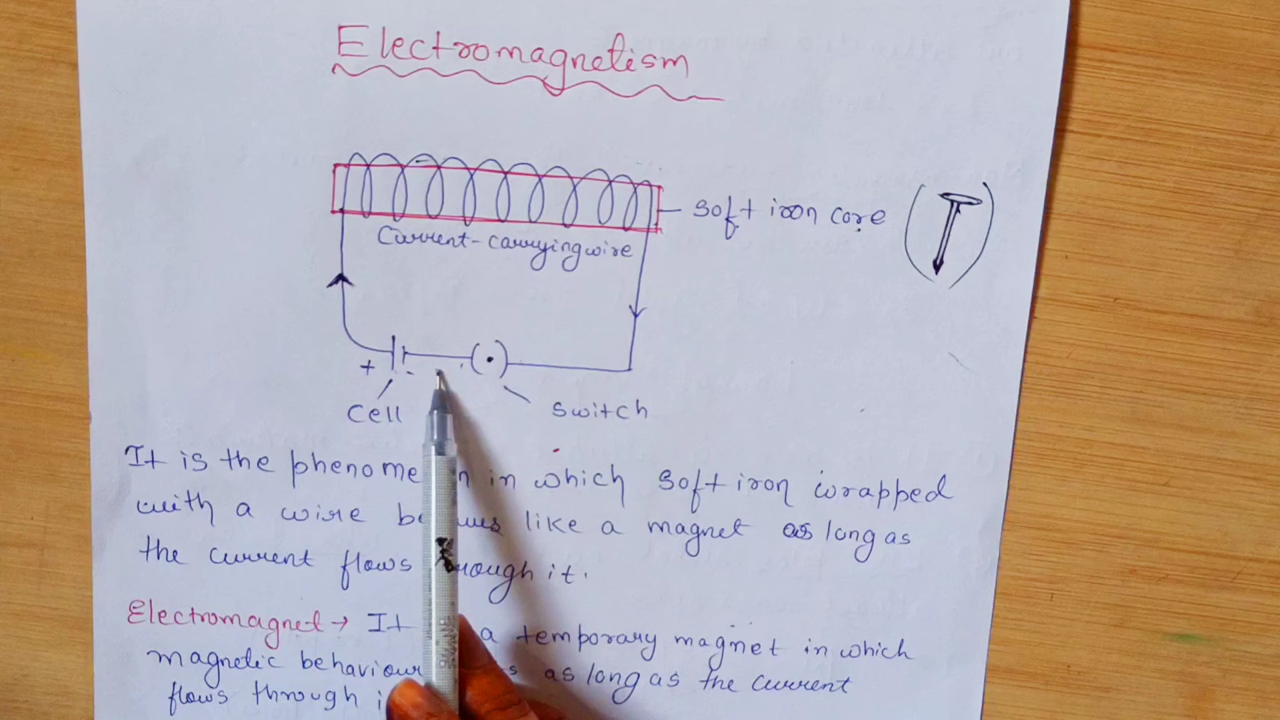 Electromagnetism
Soft iron core
Current-carrying wire
+ -
Cell
Switch
It is the phenome n in which soft iron wrapped
with a wire be es like a magnet as long as
the current flows through it.
Electromagnet → It a temporary magnet in which
magnetic behaviour s as long as the current
flows through i